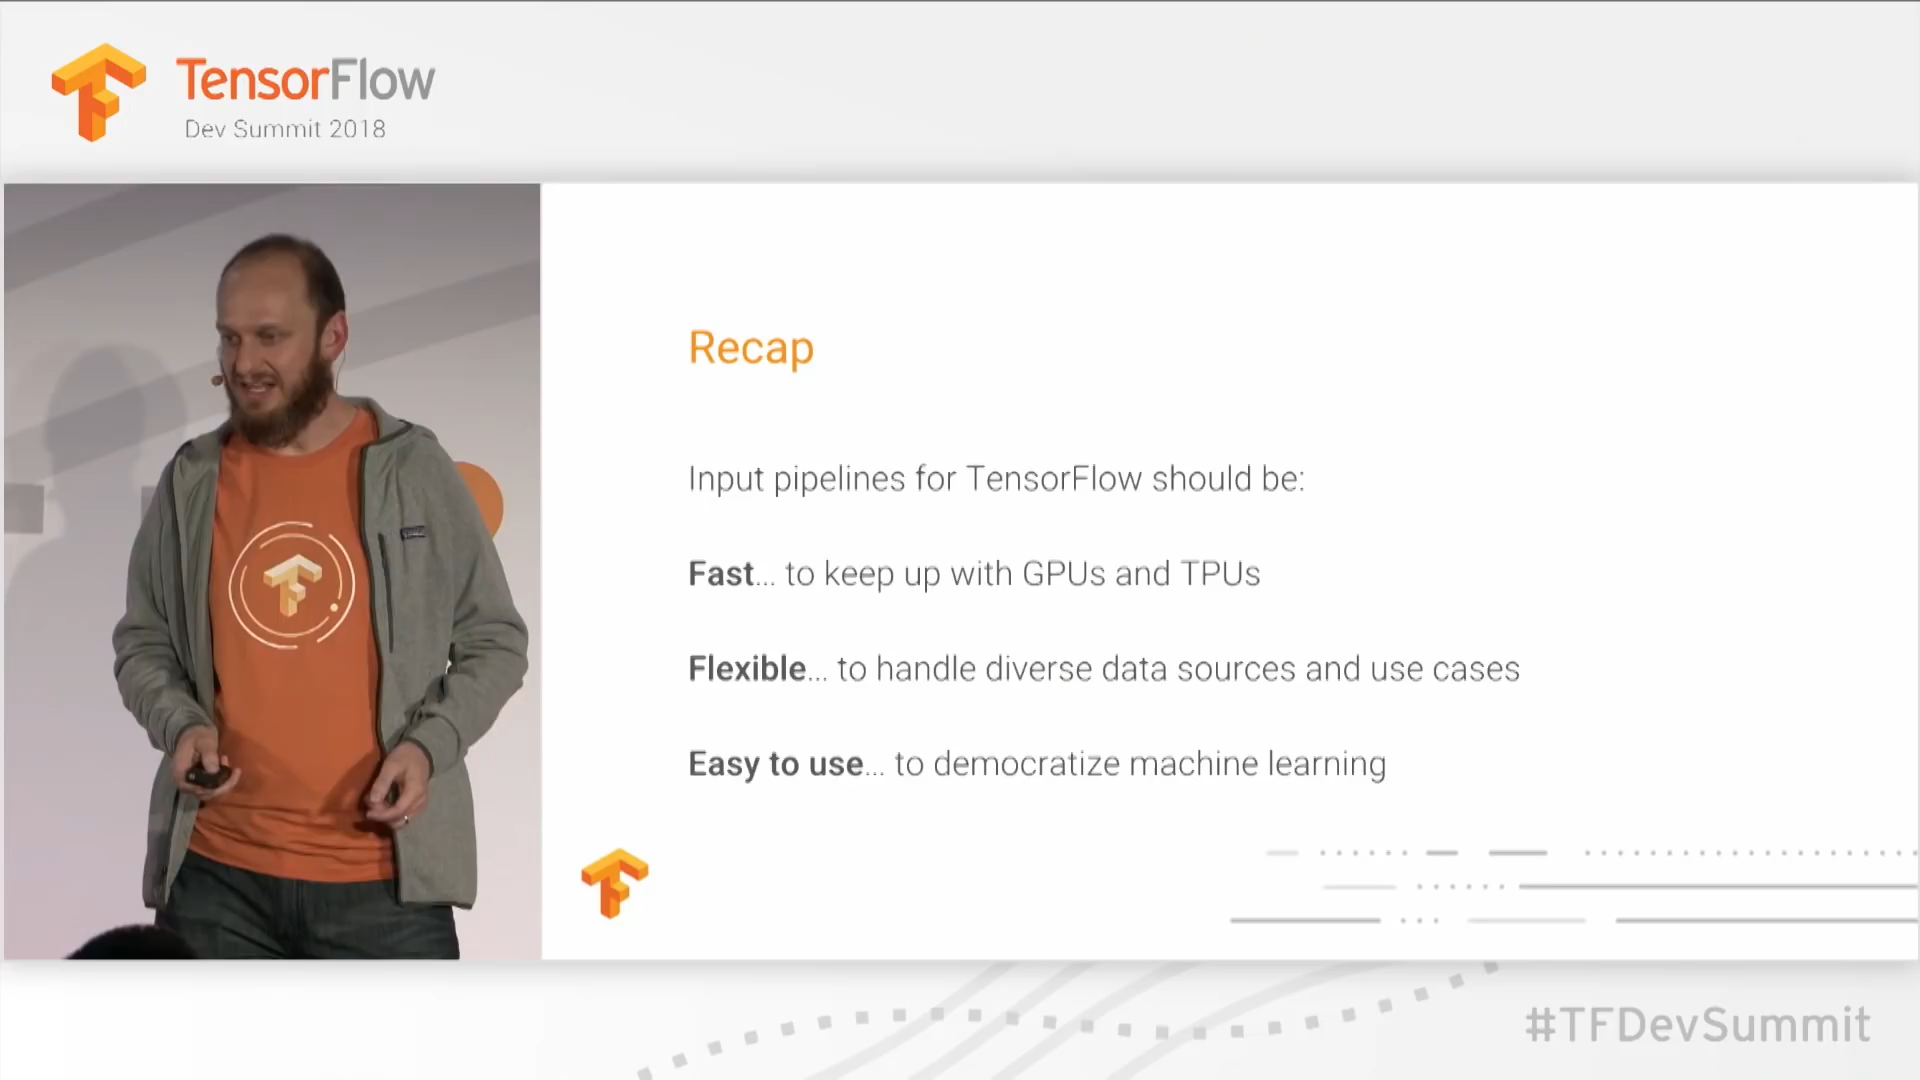 TensorFlow
Dev Summit 2018
Recap
Input pipelines for TensorFlow should be:
Fast... to keep up with GPUs and TPUs
Flexible... to handle diverse data sources and use cases
Easy to use... to democratize machine learning
#TFDevSummit